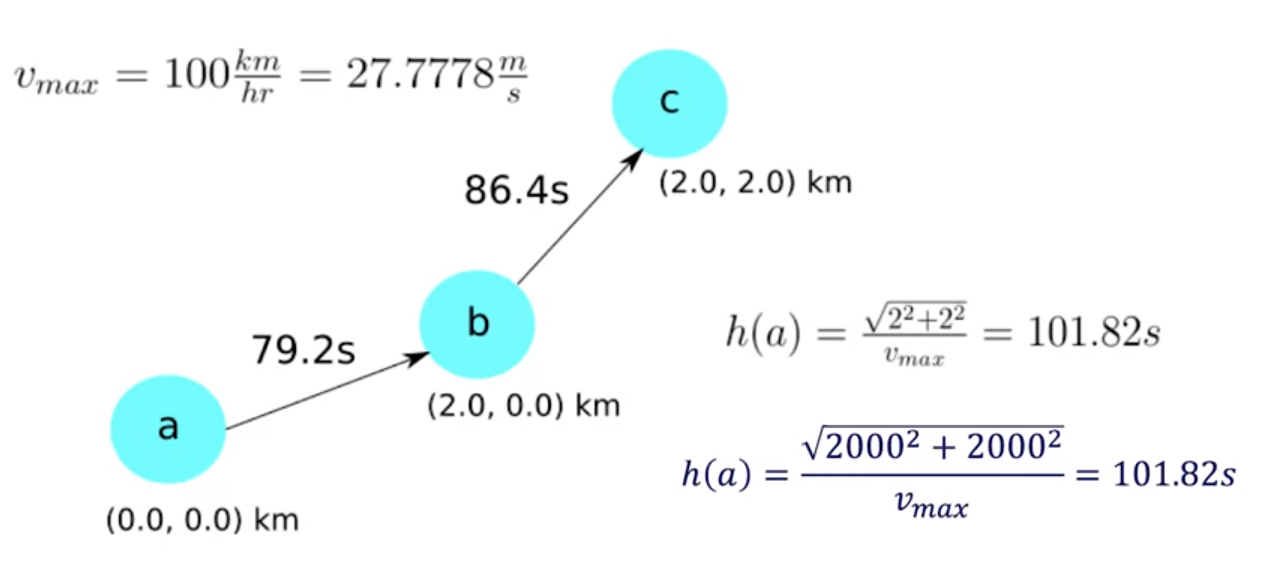 v_{max} = 100\frac{km}{hr} = 27.7778\frac{m}{s}
c
(2.0, 2.0) km
86.4s
b
(2.0, 0.0) km
79.2s
a
(0.0, 0.0) km
h(a) = \frac{\sqrt{2^2+2^2}}{v_{max}} = 101.82s
h(a) = \frac{\sqrt{2000^2 + 2000^2}}{v_{max}} = 101.82s